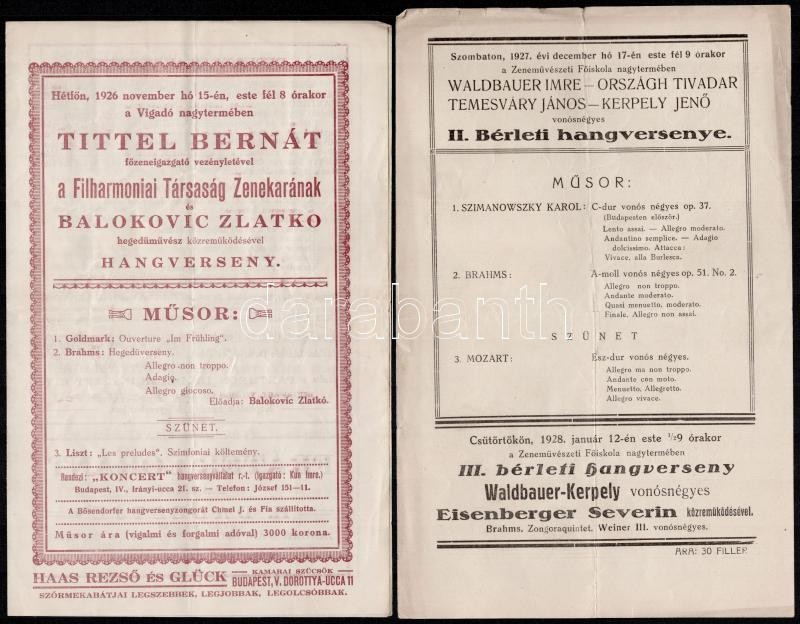 Hétfőn, 1926 november hó 15-én, este fél 8 órakor
a Vigadó nagytermében
TITTEL BERNÁT
főzeneigazgató vezényletével
a Filharmoniai Társaság Zenekarának
és
BALOKOVIC ZLATKO
hegedűművész közreműködésével
HANGVERSENY.
MŰSOR:
1. Goldmark: Ouverture „Im Frühling“.
2. Brahms: Hegedűverseny.
Allegro non troppo.
Adagio.
Allegro giocoso.
Előadja: Balokovic Zlatkó.
SZÜNET.
3. Liszt: „Les preludes“. Szimfoniai költemény.
Rendezi: „KONCERT“ hangversenyvállalat r.-t. (Igazgató: Kun Imre.)
Budapest, IV., Irányi-ucca 21. sz. — Telefon: József 151—11.
A Bösendorfer hangversenyzongorát Chmel J. és Fia szállította.
Műsor ára (vigalmi és forgalmi adóval) 3000 korona.
HAAS REZSŐ ÉS GLÜCK KAMARAI SZŰCSÖK
BUDAPEST, V. DOROTTYA-UCCA 11
SZŐRMEKABÁTJAI LEGSZEBBEK, LEGJOBBAK, LEGOLCSÓBBAK.
Szombaton, 1927. évi december hó 17-én este fél 9 órakor
a Zeneművészeti Főiskola nagytermében
WALDBAUER IMRE—ORSZÁGH TIVADAR
TEMESVÁRY JÁNOS—KERPELY JENŐ
vonósnégyes
II. Bérleti hangversenye.
MŰSOR:
1. SZIMANOWSZKY KAROL: C-dur vonós négyes op. 37.
(Budapesten először.)
Lento assai. — Allegro moderato.
Andantino semplice. — Adagio
dolcissimo. Attacca:
Vivace, alla Burlesca.
2. BRAHMS: A-moll vonós négyes op. 51. No. 2.
Allegro non troppo.
Andante moderato.
Quasi menuetto, moderato.
Finale. Allegro non assai.
SZÜNET
3. MOZART: Esz-dur vonós négyes.
Allegro ma non troppo.
Andante con moto.
Menuetto. Allegretto.
Allegro vivace.
Csütörtökön, 1928. január 12-én este ½9 órakor
a Zeneművészeti Főiskola nagytermében
III. bérleti hangverseny
Waldbauer-Kerpely vonósnégyes
Eisenberger Severin közreműködésével.
Brahms. Zongoraquintet. Weiner III. vonósnégyes.
ÁRA: 30 FILLÉR
darabanth.com